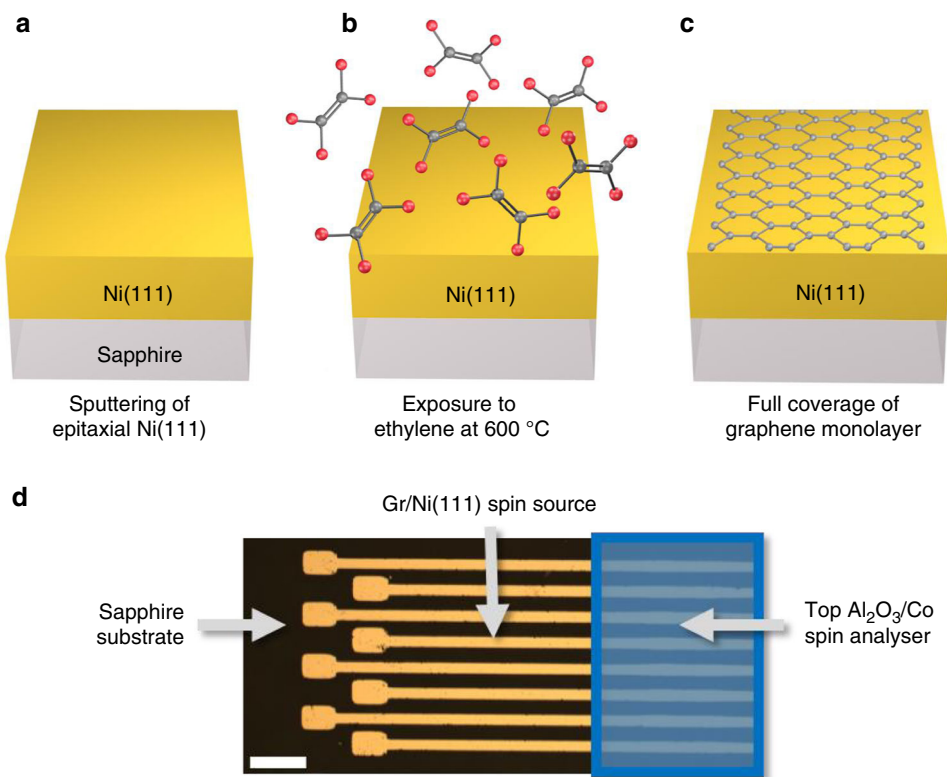 a
b
c
Ni(111)
Sapphire
Ni(111)
Ni(111)
Sputtering of
epitaxial Ni(111)
Exposure to
ethylene at 600 °C
Full coverage of
graphene monolayer
d
Gr/Ni(111) spin source
Sapphire
substrate
Top Al₂O₃/Co
spin analyser